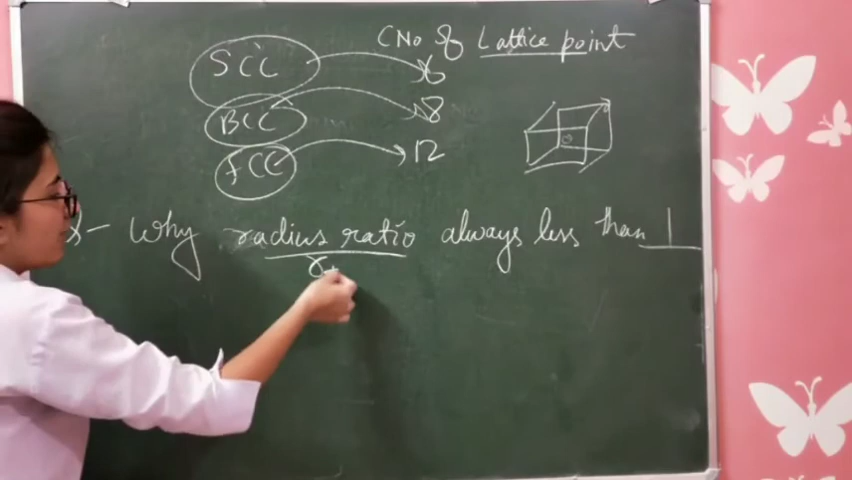 CNo of Lattice point
SCC 6
BCC 8
FCC 12
Why radius ratio always less than 1
r+